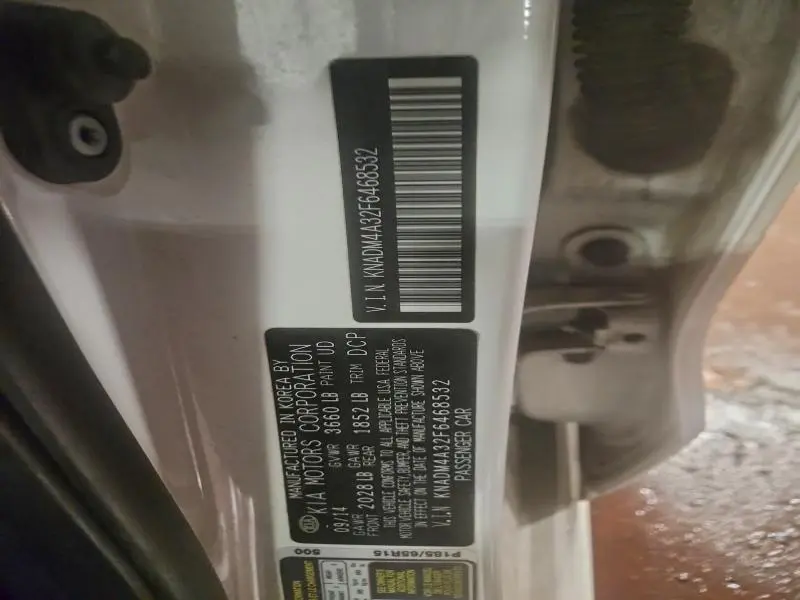 V.I.N. KNADM4A32F6468532
MANUFACTURED IN KOREA BY
KIA MOTORS CORPORATION
09/14 GVWR 3660 LB PAINT UD
GAWR FRONT 2028 LB GAWR REAR 1852 LB TRIM DCP
THIS VEHICLE CONFORMS TO ALL APPLICABLE U.S.A. FEDERAL
MOTOR VEHICLE SAFETY, BUMPER, AND THEFT PREVENTION STANDARDS
IN EFFECT ON THE DATE OF MANUFACTURE SHOWN ABOVE
V.I.N. KNADM4A32F6468532
PASSENGER CAR
500
P185/65R15